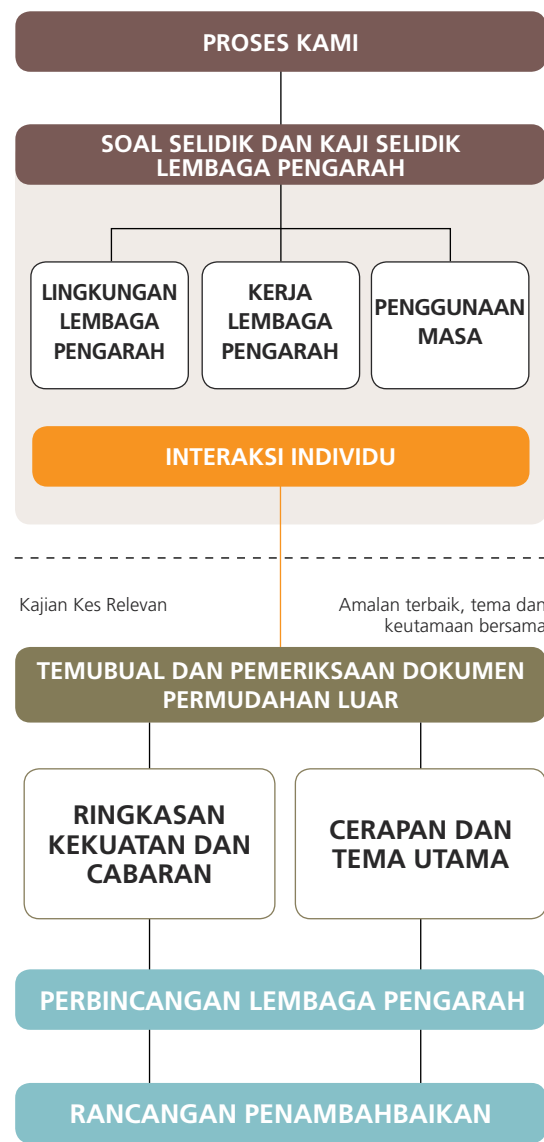 PROSES KAMI
SOAL SELIDIK DAN KAJI SELIDIK
LEMBAGA PENGARAH
LINGKUNGAN
LEMBAGA
PENGARAH
KERJA
LEMBAGA
PENGARAH
PENGGUNAAN
MASA
INTERAKSI INDIVIDU
Kajian Kes Relevan
Amalan terbaik, tema dan
keutamaan bersama
TEMUBUAL DAN PEMERIKSAAN DOKUMEN
PERMUDAHAN LUAR
RINGKASAN
KEKUATAN DAN
CABARAN
CERAPAN DAN
TEMA UTAMA
PERBINCANGAN LEMBAGA PENGARAH
RANCANGAN PENAMBAHBAIKAN